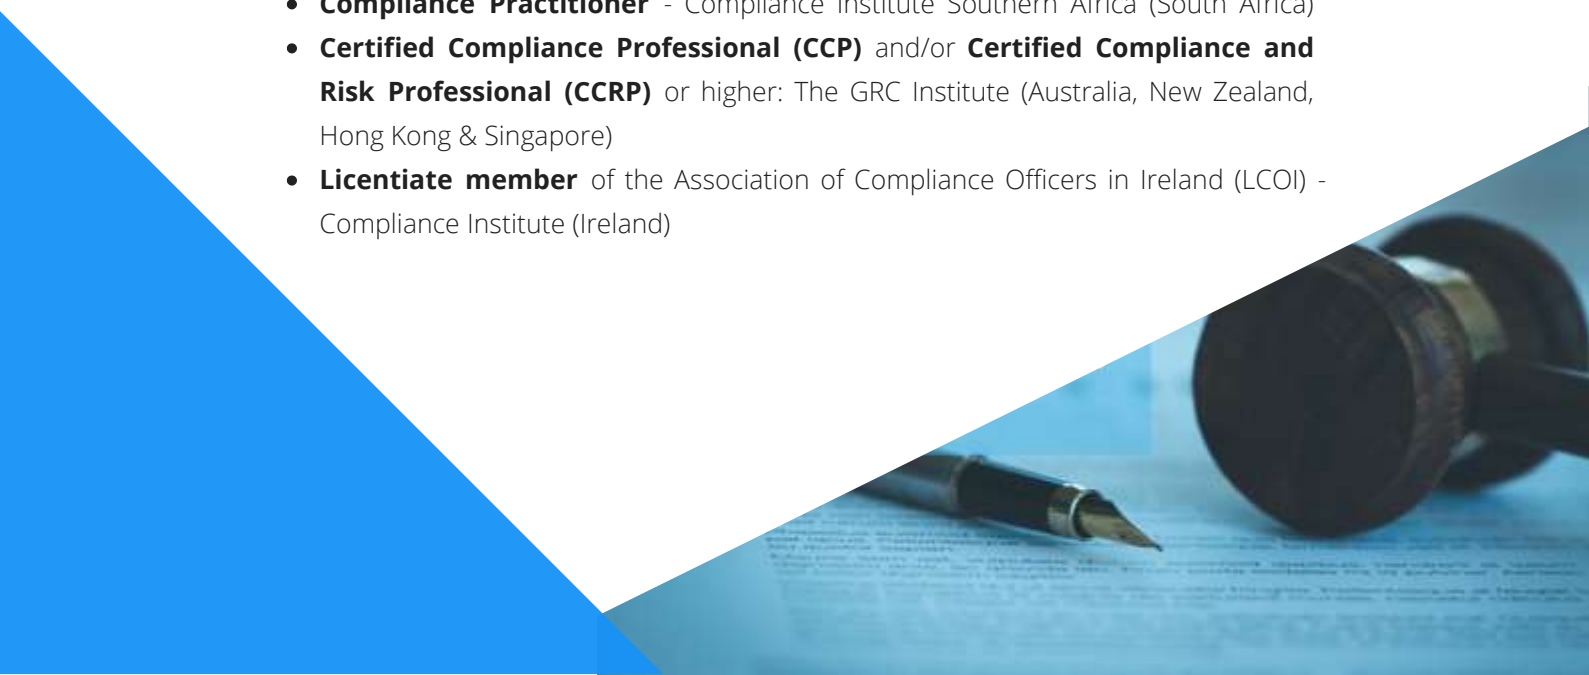 Compliance Practitioner - Compliance Institute Southern Africa (South Africa)
• Certified Compliance Professional (CCP) and/or Certified Compliance and
Risk Professional (CCRP) or higher: The GRC Institute (Australia, New Zealand,
Hong Kong & Singapore)
• Licentiate member of the Association of Compliance Officers in Ireland (LCOI) -
Compliance Institute (Ireland)